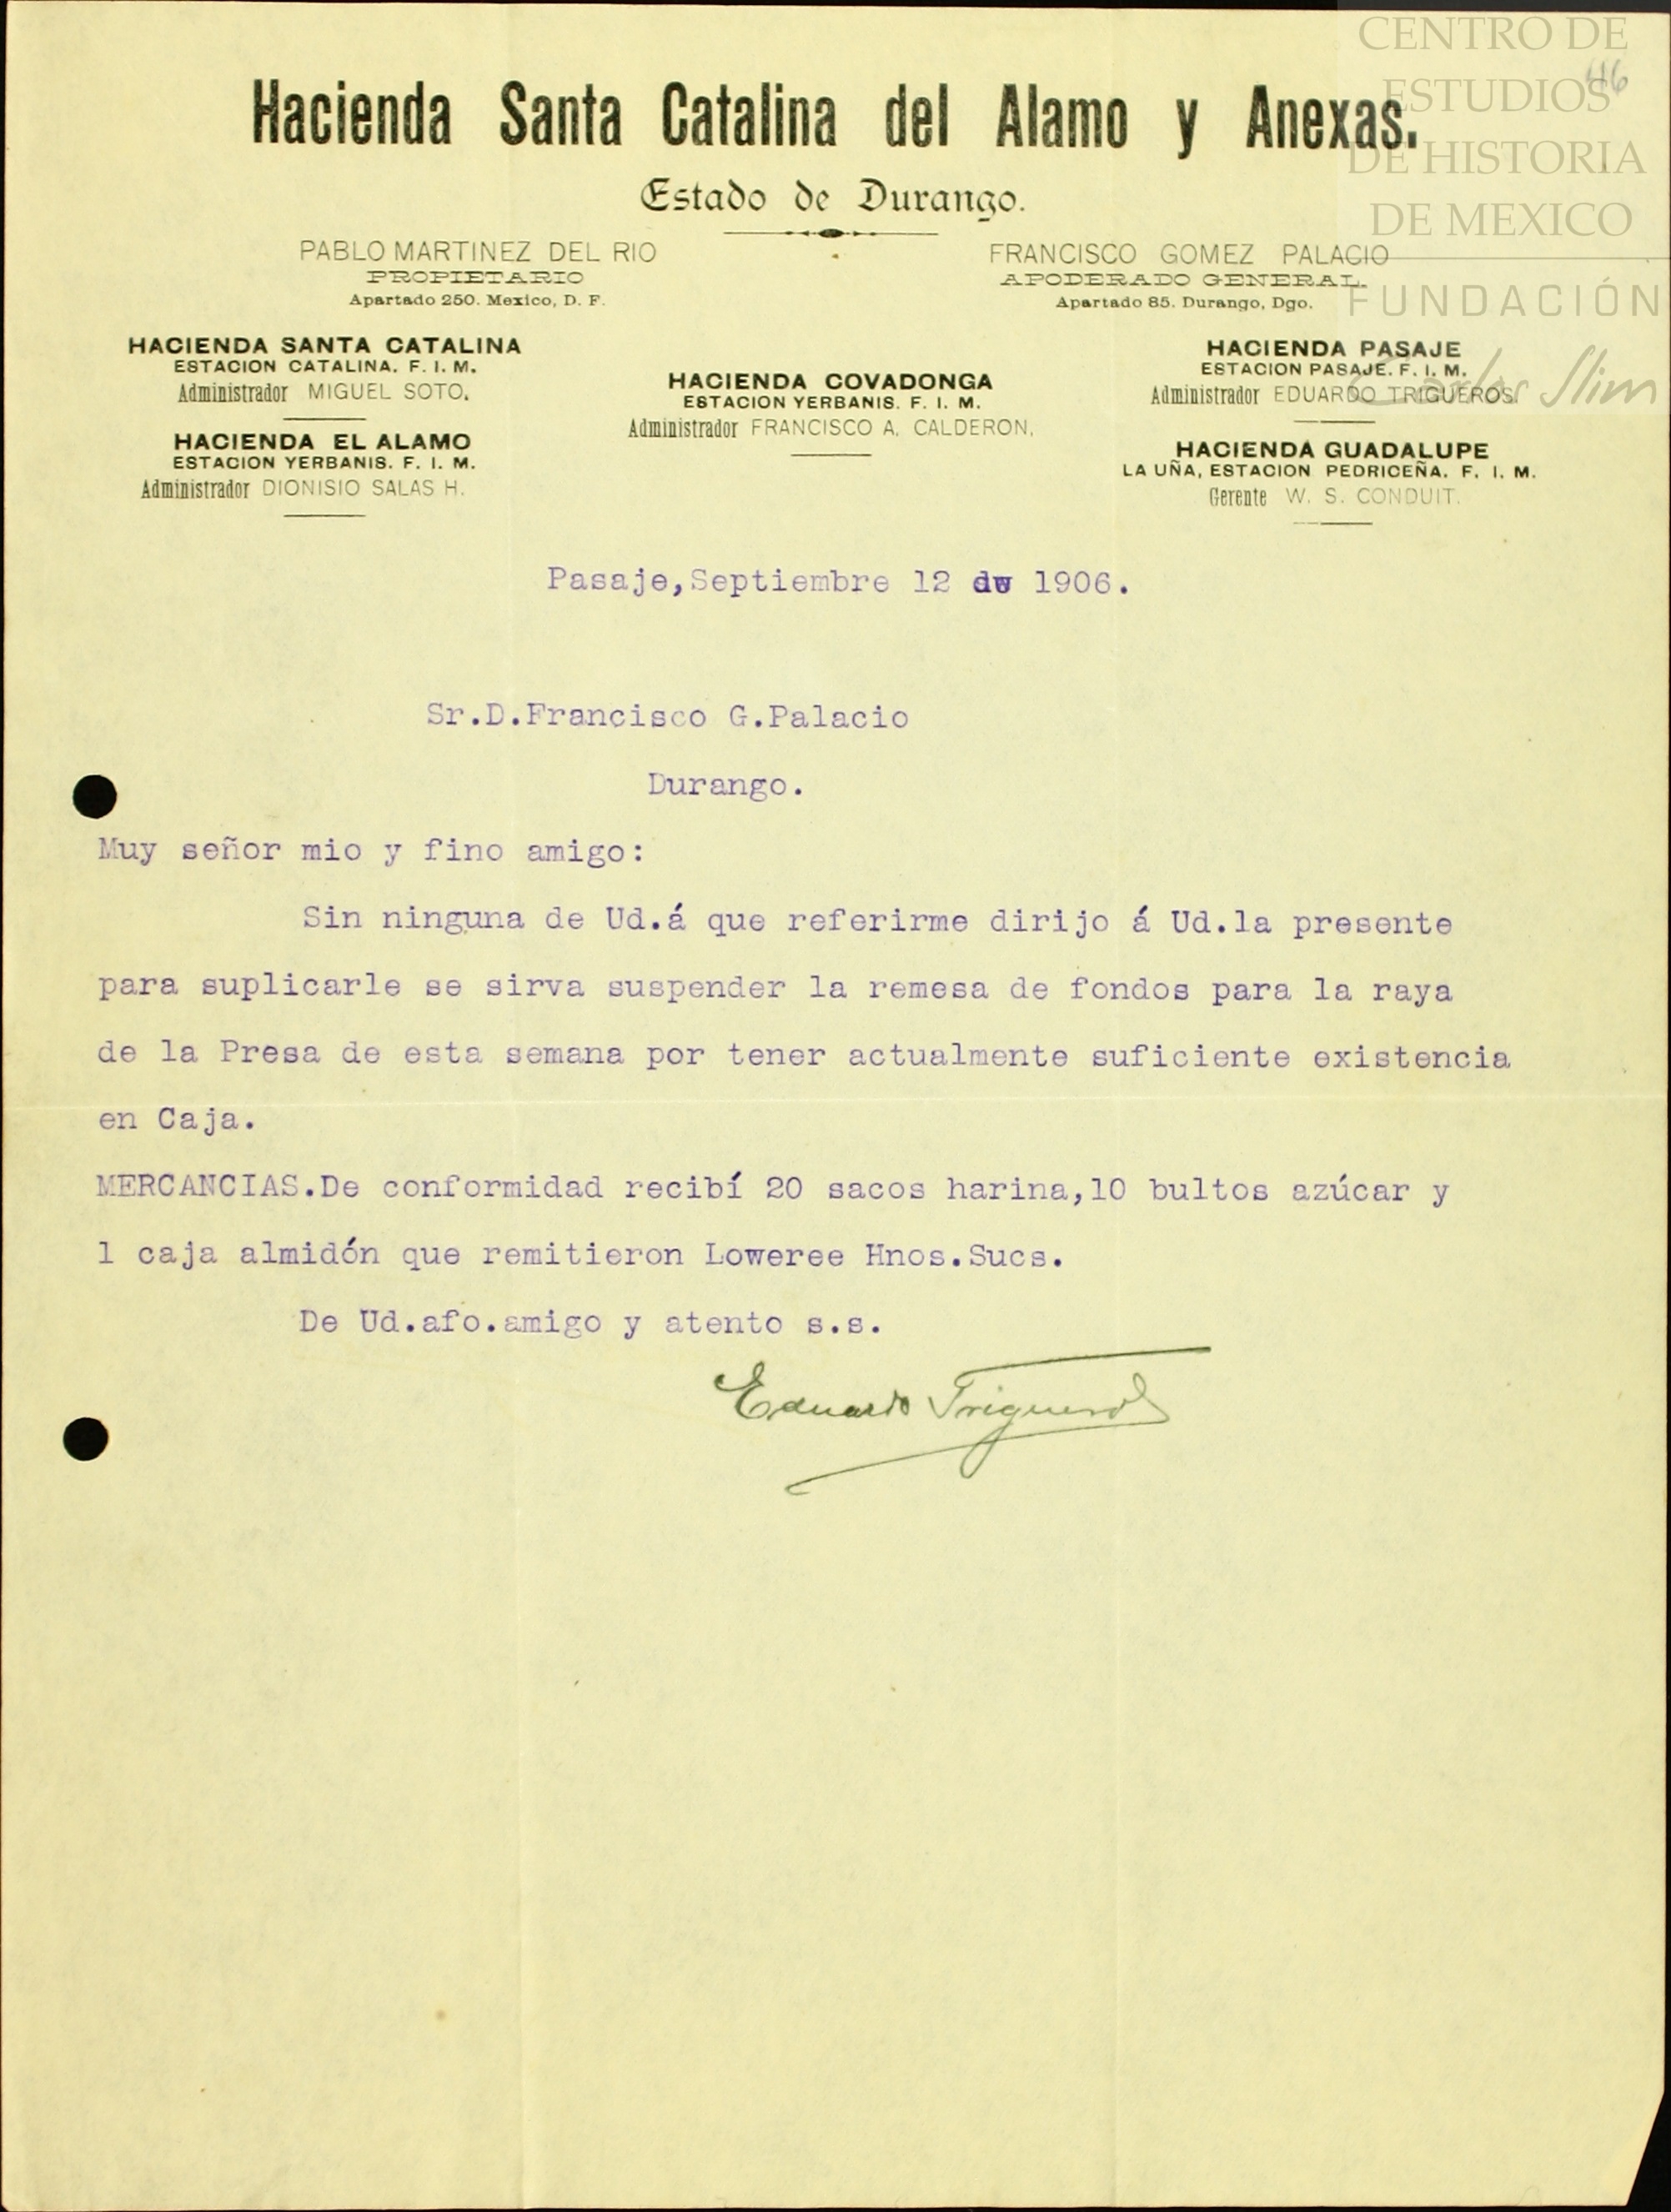 CENTRO DE
ESTUDIOS
DE HISTORIA
DE MEXICO
FUNDACIÓN
Carlos Slim
Hacienda Santa Catalina del Alamo y Anexas.
Estado de Durango.
PABLO MARTINEZ DEL RIO
PROPIETARIO
Apartado 250. Mexico, D. F.
FRANCISCO GOMEZ PALACIO
APODERADO GENERAL.
Apartado 85. Durango, Dgo.
HACIENDA SANTA CATALINA
ESTACION CATALINA. F. I. M.
Administrador MIGUEL SOTO.
HACIENDA EL ALAMO
ESTACION YERBANIS. F. I. M.
Administrador DIONISIO SALAS H.
HACIENDA COVADONGA
ESTACION YERBANIS. F. I. M.
Administrador FRANCISCO A. CALDERON.
HACIENDA PASAJE
ESTACION PASAJE. F. I. M.
Administrador EDUARDO TRIGUEROS.
HACIENDA GUADALUPE
LA UÑA, ESTACION PEDRICEÑA. F. I. M.
Gerente W. S. CONDUIT.
Pasaje,Septiembre 12 de 1906.
Sr.D.Francisco G.Palacio
Durango.
Muy señor mio y fino amigo:
Sin ninguna de Ud.á que referirme dirijo á Ud.la presente
para suplicarle se sirva suspender la remesa de fondos para la raya
de la Presa de esta semana por tener actualmente suficiente existencia
en Caja.
MERCANCIAS.De conformidad recibí 20 sacos harina,10 bultos azúcar y
1 caja almidón que remitieron Loweree Hnos.Sucs.
De Ud.afo.amigo y atento s.s.
Eduardo Trigueros